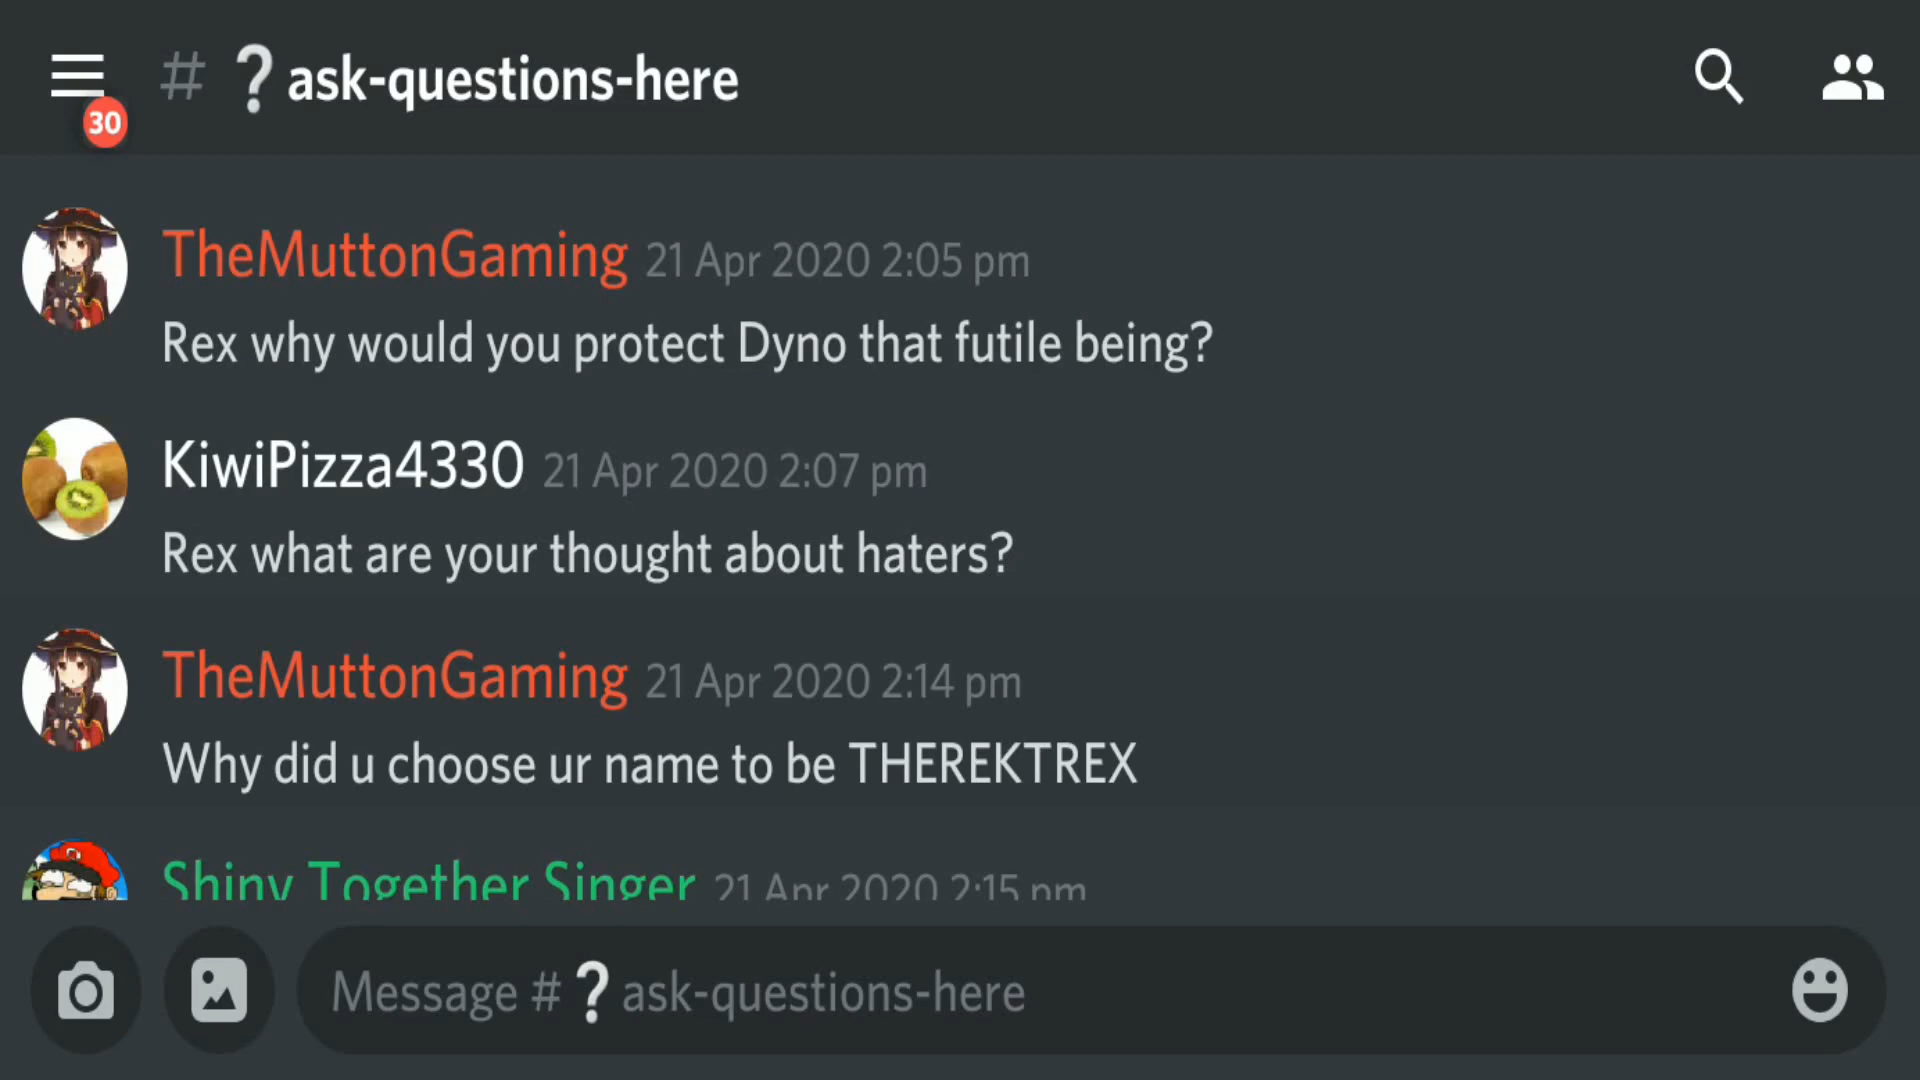 # ❔ask-questions-here
30
TheMuttonGaming 21 Apr 2020 2:05 pm
Rex why would you protect Dyno that futile being?
KiwiPizza4330 21 Apr 2020 2:07 pm
Rex what are your thought about haters?
TheMuttonGaming 21 Apr 2020 2:14 pm
Why did u choose ur name to be THEREKTREX
Shiny Together Singer 21 Apr 2020 2:15 pm
Message #❔ask-questions-here